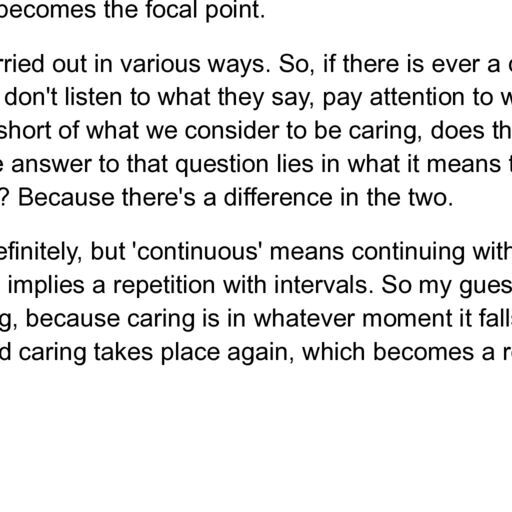 becomes the focal point.
rried out in various ways. So, if there is ever a
don't listen to what they say, pay attention to
short of what we consider to be caring, does th
answer to that question lies in what it means
? Because there's a difference in the two.
efinitely, but 'continuous' means continuing with
implies a repetition with intervals. So my gues
g, because caring is in whatever moment it fall
d caring takes place again, which becomes a r